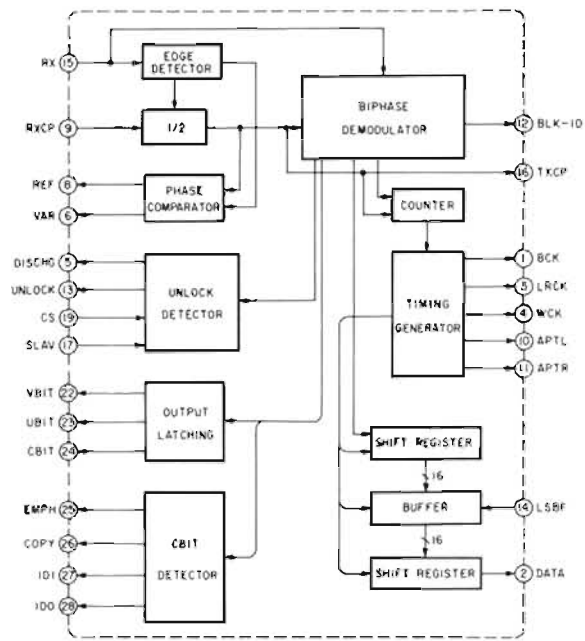 RX 15
EDGE
DETECTOR
RXCP 9
1/2
BIPHASE
DEMODULATOR
12 BLK-ID
16 TXCP
REF 8
VAR 6
PHASE
COMPARATOR
COUNTER
DISCHG 5
UNLOCK 13
CS 19
SLAV 17
UNLOCK
DETECTOR
TIMING
GENERATOR
1 BCK
3 LRCK
4 WCK
10 APTL
11 APTR
VBIT 22
UBIT 23
CBIT 24
OUTPUT
LATCHING
SHIFT REGISTER
16
BUFFER
14 LSBF
16
SHIFT REGISTER
2 DATA
EMPH 25
COPY 26
ID1 27
ID0 28
CBIT
DETECTOR